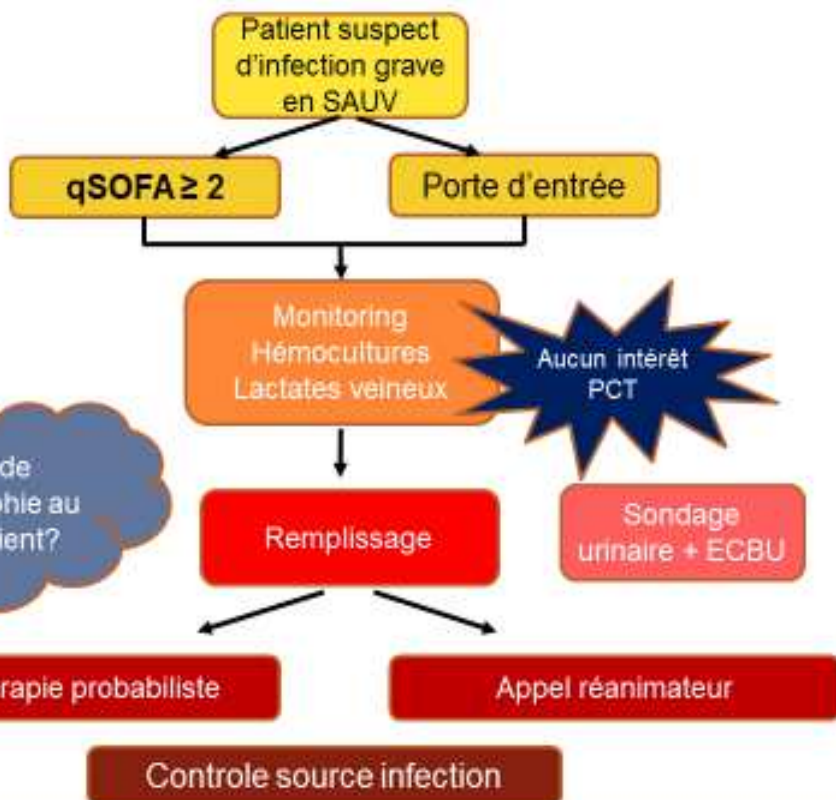 Patient suspect
d'infection grave
en SAUV
qSOFA ≥ 2
Porte d'entrée
Monitoring
Hémocultures
Lactates veineux
Aucun intérêt
PCT
de
hie au
ient?
Remplissage
Sondage
urinaire + ECBU
rapie probabiliste
Appel réanimateur
Controle source infection